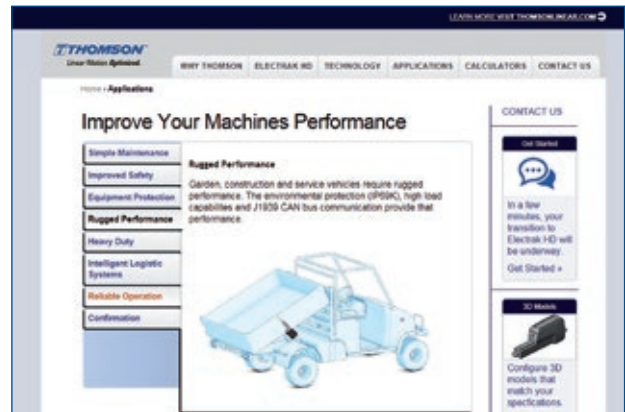 LEARN MORE VISIT THOMSONLINEAR.COM
THOMSON
Linear Motion. Optimized.
WHY THOMSON ELECTRAK HD TECHNOLOGY APPLICATIONS CALCULATORS CONTACT US
Home › Applications
Improve Your Machines Performance
Simple Maintenance
Improved Safety
Equipment Protection
Rugged Performance
Heavy Duty
Intelligent Logistic
Systems
Reliable Operation
Confirmation
Rugged Performance
Garden, construction and service vehicles require rugged
performance. The environmental protection (IP69K), high load
capabilities and J1939 CAN bus communication provide that
performance.
CONTACT US
Get Started
In a few
minutes, your
transition to
Electrak HD will
be underway.
Get Started »
3D Models
Configure 3D
models that
match your
specifications.